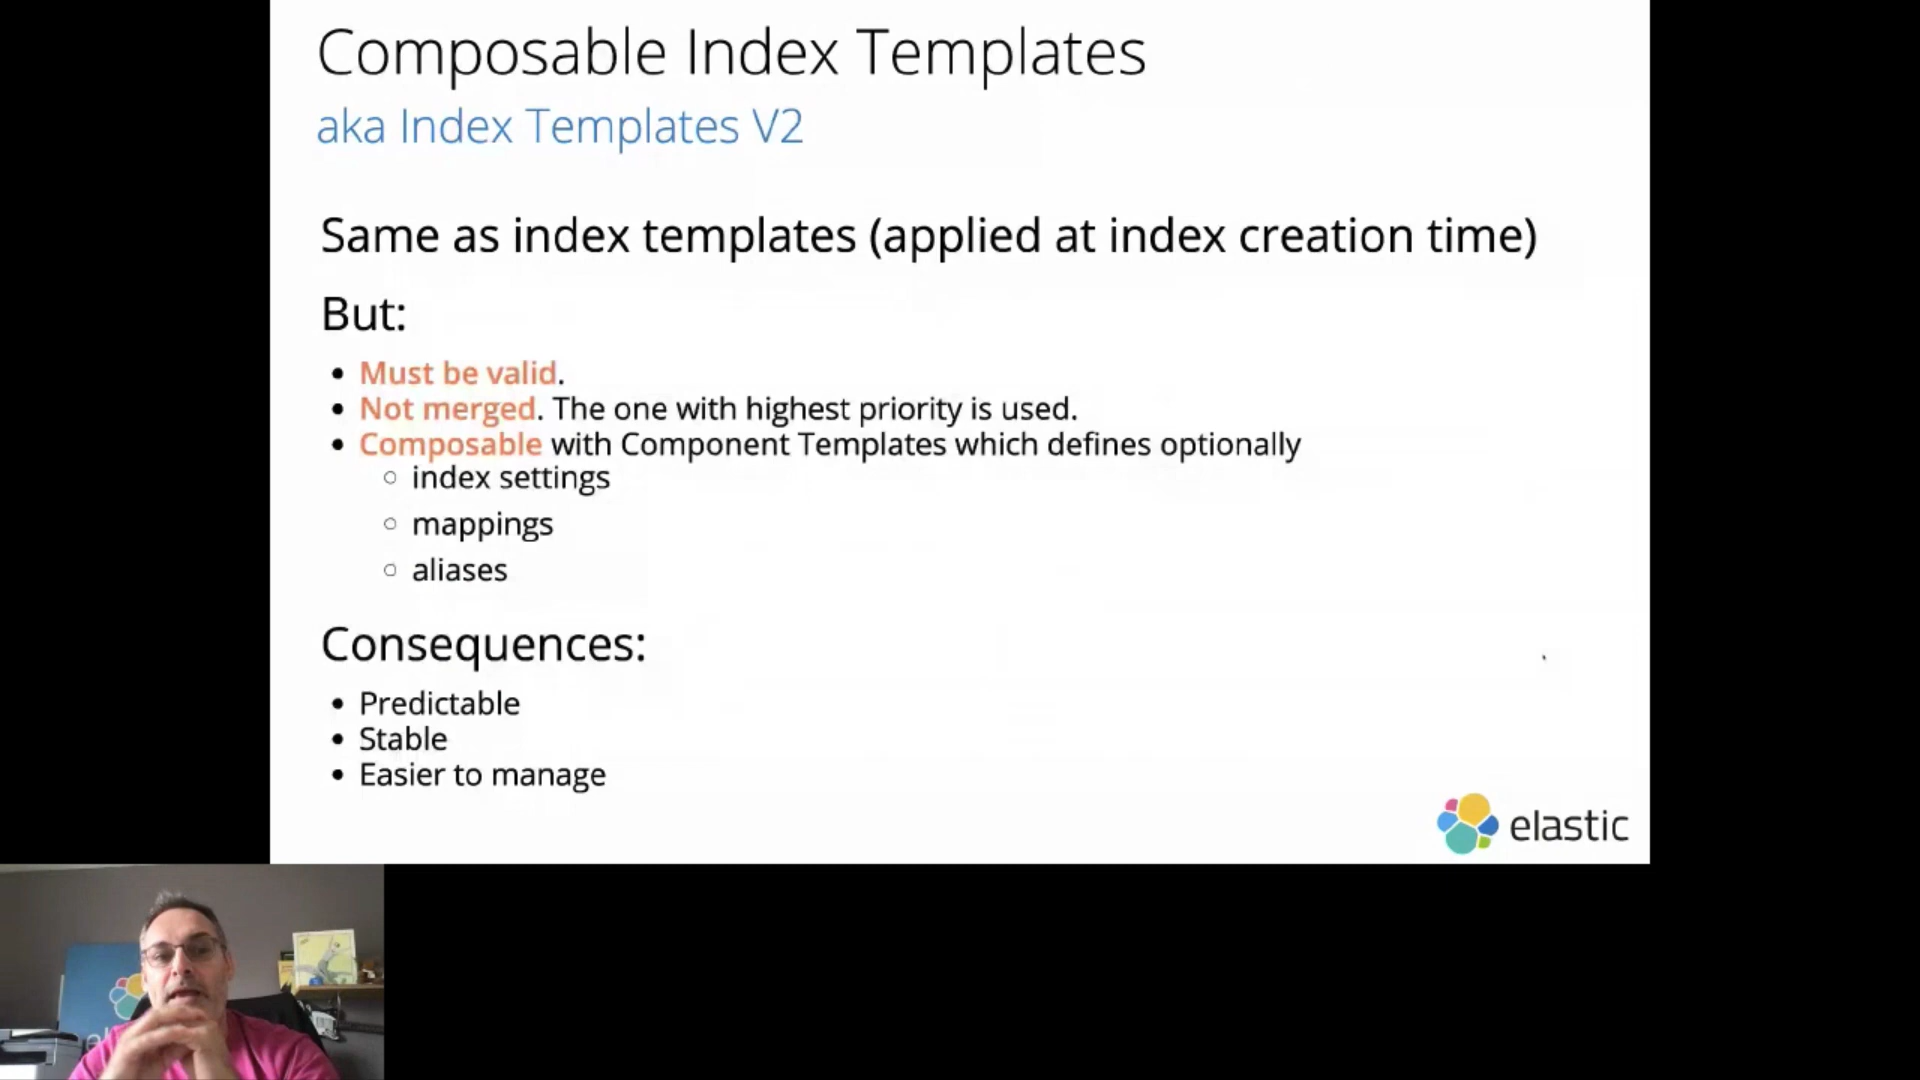 Composable Index Templates
aka Index Templates V2
Same as index templates (applied at index creation time)
But:
• Must be valid.
• Not merged. The one with highest priority is used.
• Composable with Component Templates which defines optionally
○ index settings
○ mappings
○ aliases
Consequences:
• Predictable
• Stable
• Easier to manage
elastic